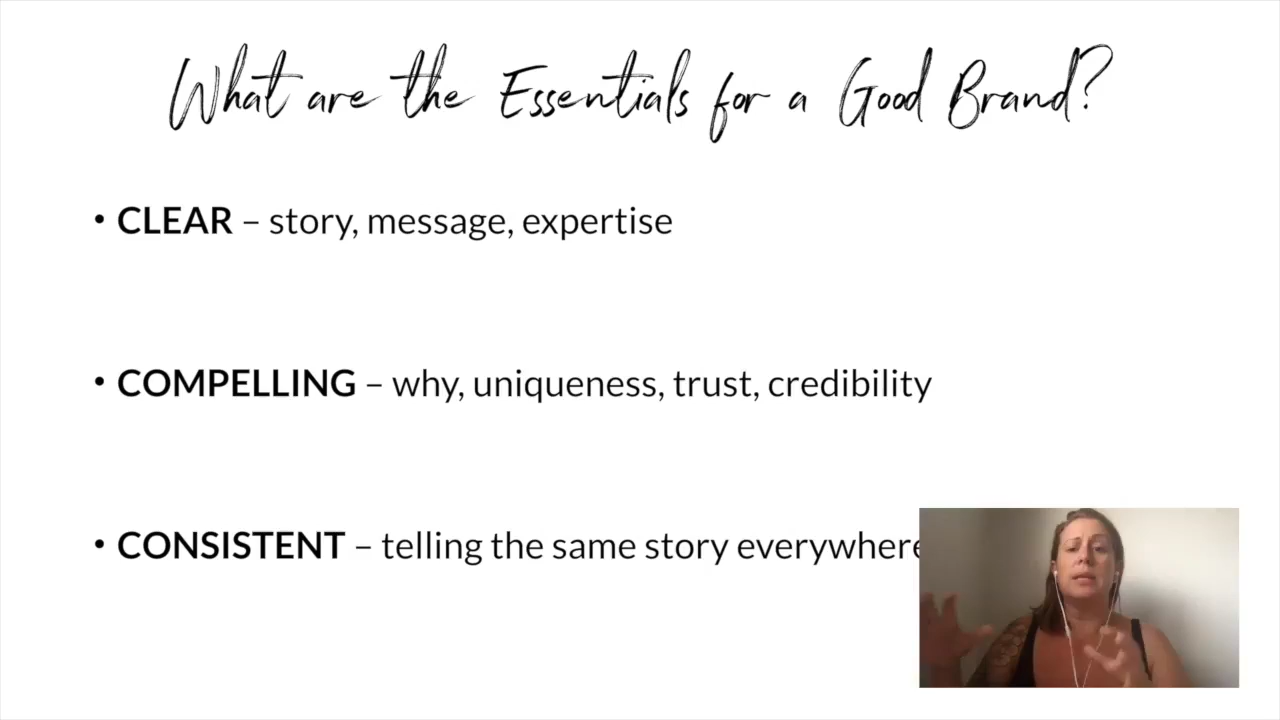 What are the Essentials for a Good Brand?
• CLEAR – story, message, expertise
• COMPELLING – why, uniqueness, trust, credibility
• CONSISTENT – telling the same story everywhere